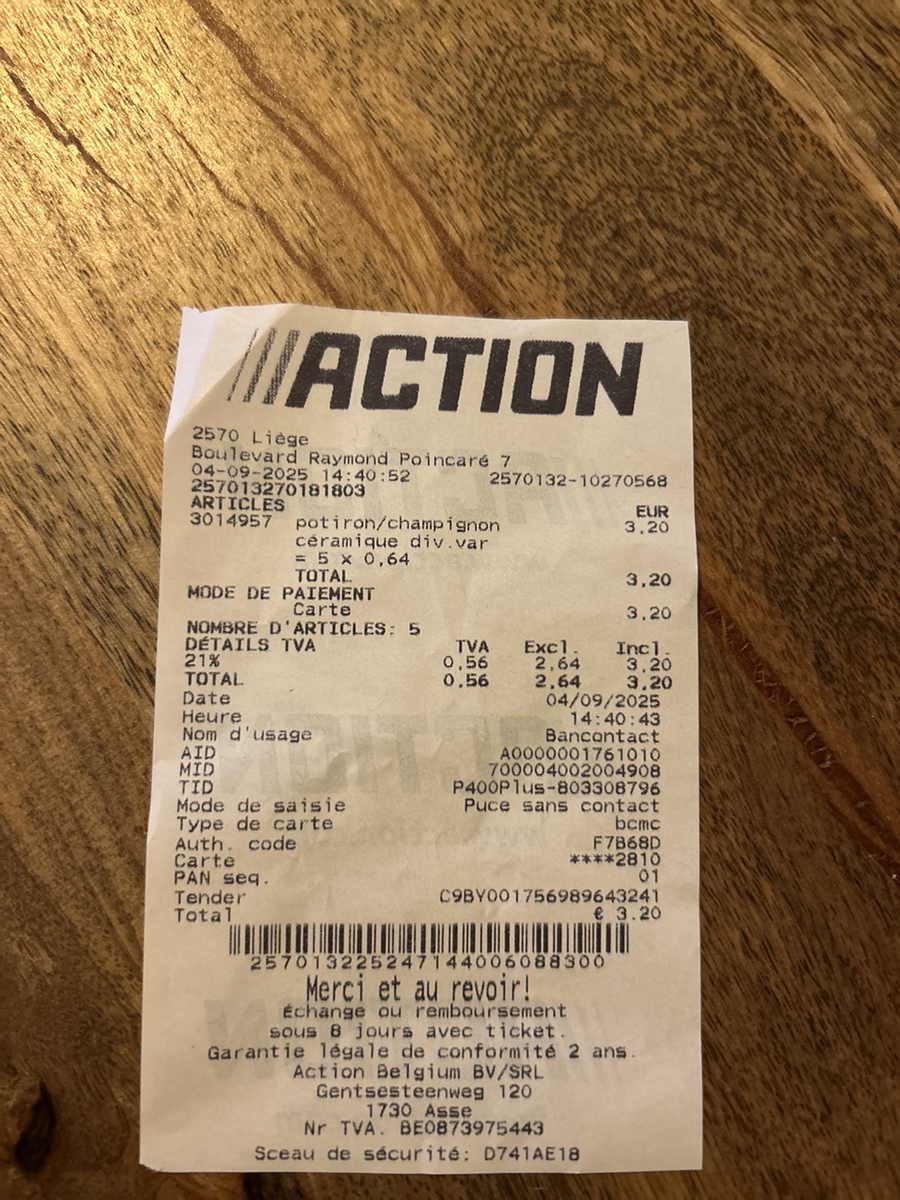 ACTION
2570 Liège
Boulevard Raymond Poincaré 7
04-09-2025 14:40:52 2570132-10270568
257013270181803
ARTICLES EUR
3014957 potiron/champignon 3,20
céramique div.var
= 5 x 0,64
TOTAL 3,20
MODE DE PAIEMENT
Carte 3,20
NOMBRE D'ARTICLES: 5
DÉTAILS TVA TVA Excl. Incl.
21% 0,56 2,64 3,20
TOTAL 0,56 2,64 3,20
Date 04/09/2025
Heure 14:40:43
Nom d'usage Bancontact
AID A0000001761010
MID 700004002004908
TID P400Plus-803308796
Mode de saisie Puce sans contact
Type de carte bcmc
Auth. code F7B68D
Carte ****2810
PAN seq. 01
Tender C9BY001756989643241
Total € 3.20
257013225247144006088300
Merci et au revoir!
Échange ou remboursement
sous 8 jours avec ticket.
Garantie légale de conformité 2 ans.
Action Belgium BV/SRL
Gentsesteenweg 120
1730 Asse
Nr TVA. BE0873975443
Sceau de sécurité: D741AE18